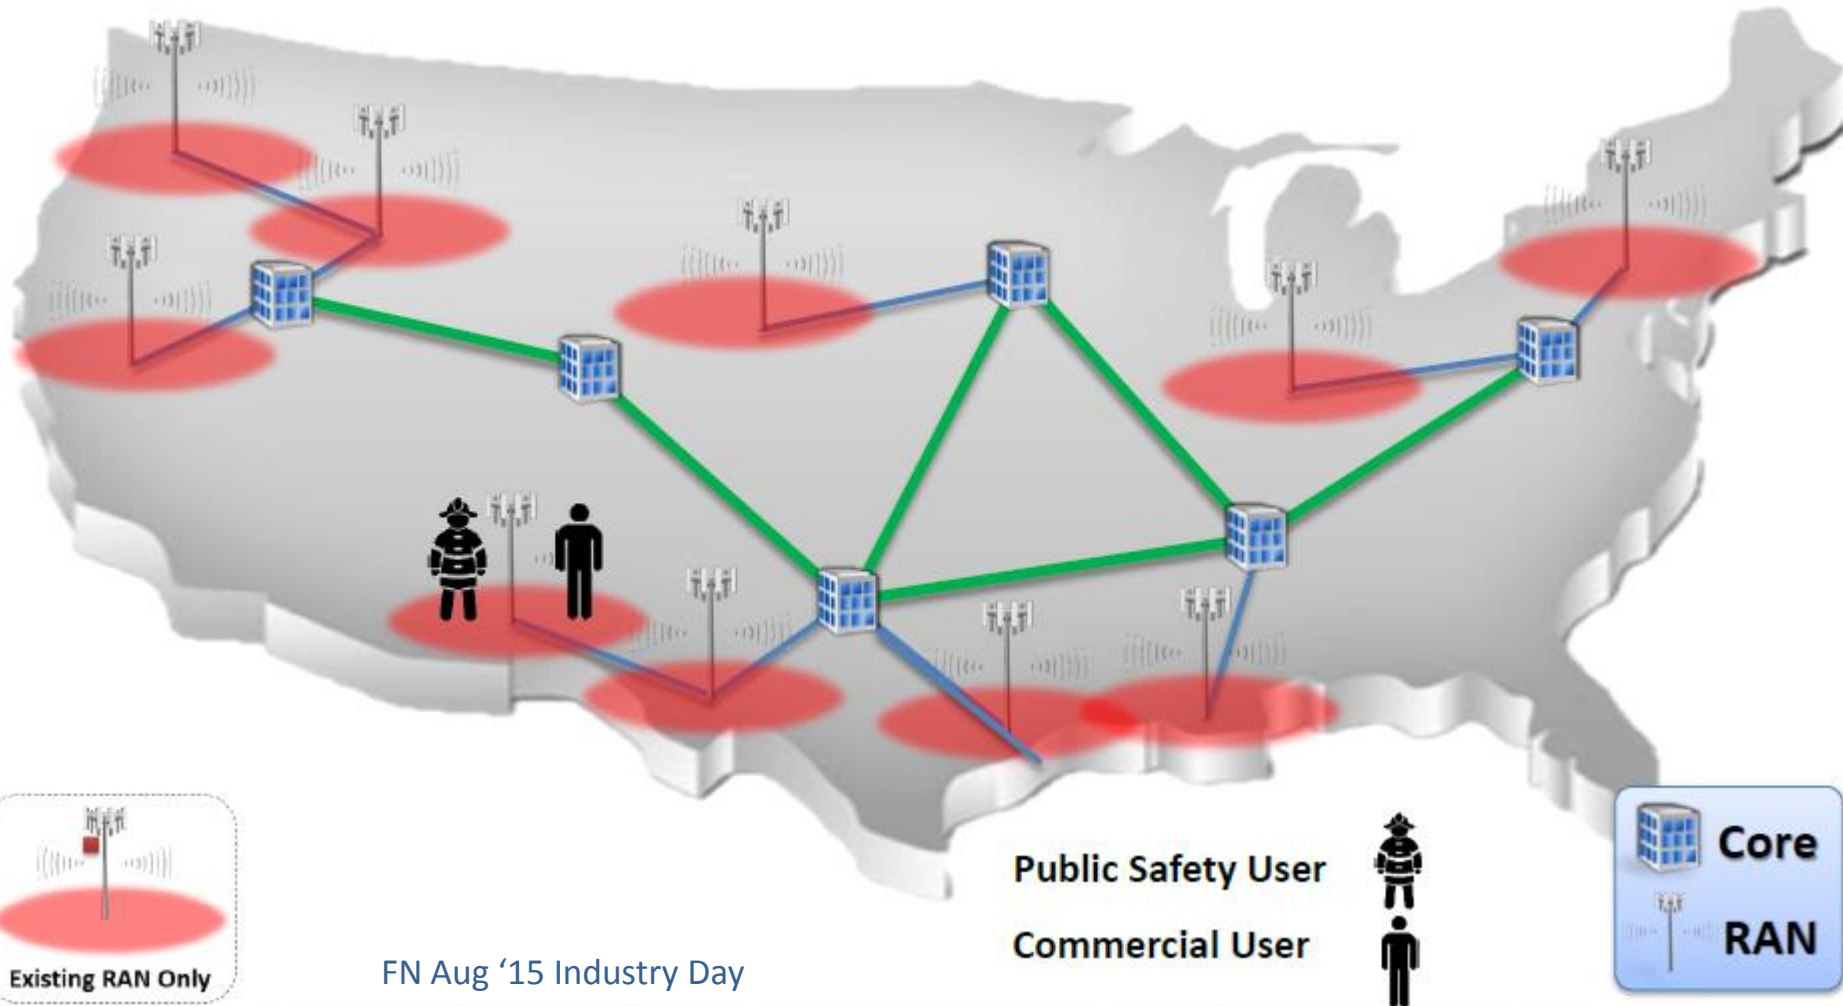 Existing RAN Only
FN Aug ‘15 Industry Day
Public Safety User
Commercial User
Core
RAN